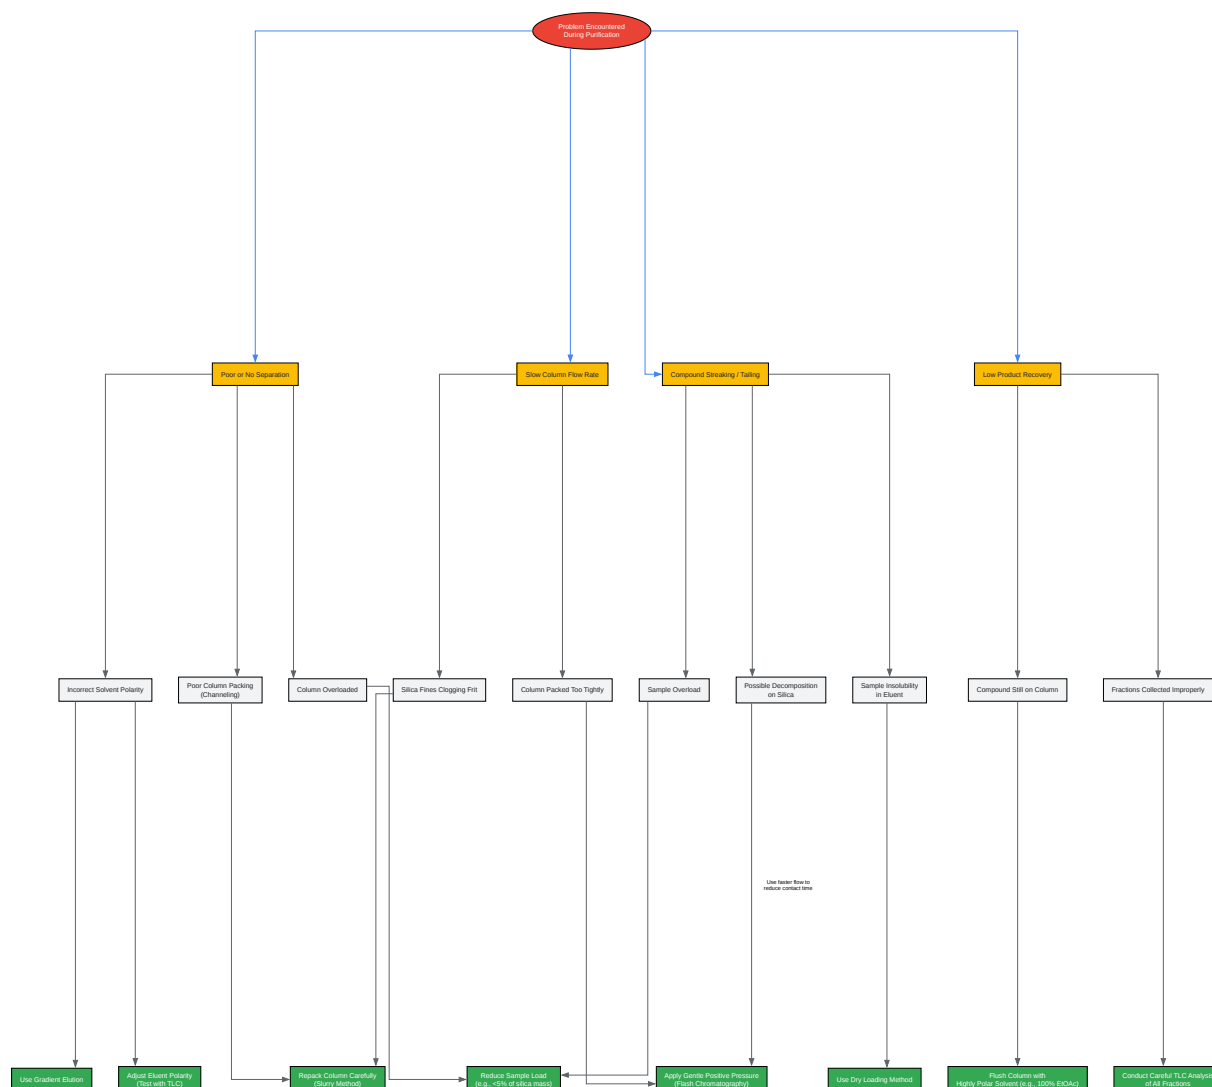 Problem Encountered
During Purification
Poor or No Separation
Slow Column Flow Rate
Compound Streaking / Tailing
Low Product Recovery
Incorrect Solvent Polarity
Poor Column Packing
(Channeling)
Column Overloaded
Silica Fines Clogging Frit
Column Packed Too Tightly
Sample Overload
Possible Decomposition
on Silica
Sample Insolubility
in Eluent
Compound Still on Column
Fractions Collected Improperly
Use faster flow to
reduce contact time
Use Gradient Elution
Adjust Eluent Polarity
(Test with TLC)
Repack Column Carefully
(Slurry Method)
Reduce Sample Load
(e.g., <5% of silica mass)
Apply Gentle Positive Pressure
(Flash Chromatography)
Use Dry Loading Method
Flush Column with
Highly Polar Solvent (e.g., 100% EtOAc)
Conduct Careful TLC Analysis
of All Fractions